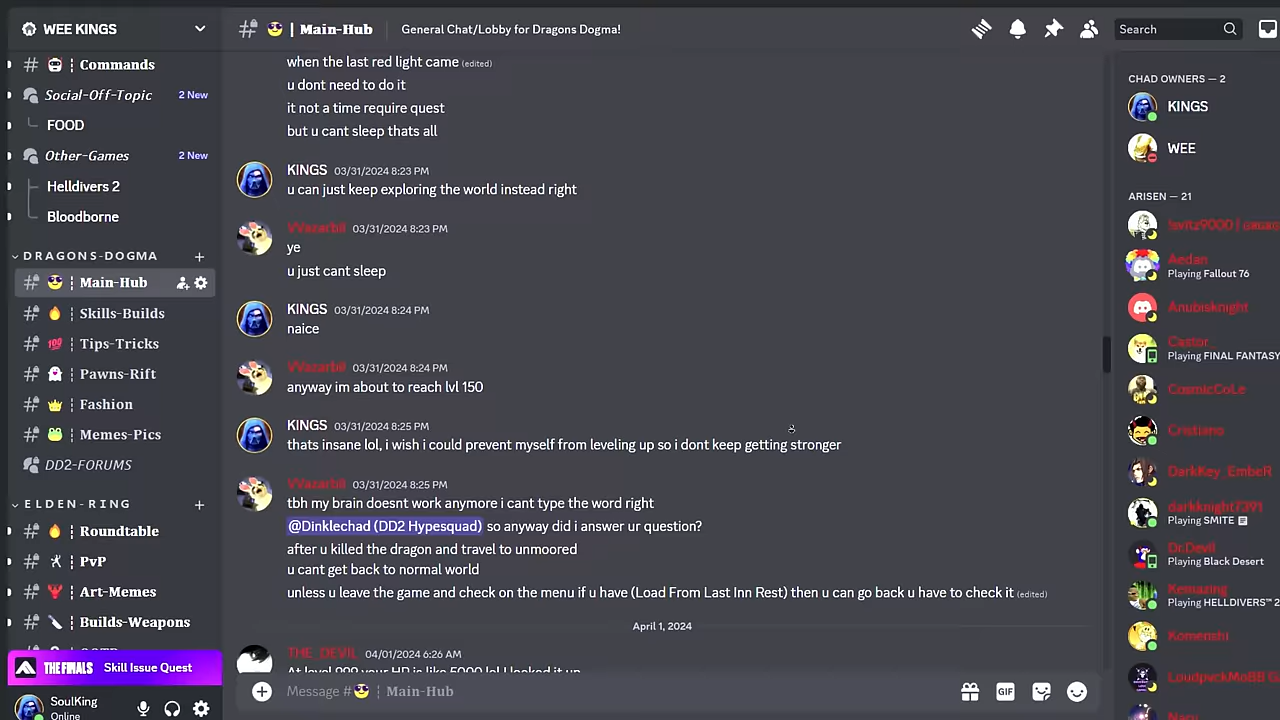 WEE KINGS
Commands
Social-Off-Topic 2 New
FOOD
Other-Games 2 New
Helldivers 2
Bloodborne
DRAGONS-DOGMA
Main-Hub
Skills-Builds
Tips-Tricks
Pawns-Rift
Fashion
Memes-Pics
DD2-FORUMS
ELDEN-RING
Roundtable
PvP
Art-Memes
Builds-Weapons
THE FINALS Skill Issue Quest
SoulKing
Online
| Main-Hub General Chat/Lobby for Dragons Dogma!
Search
when the last red light came (edited)
u dont need to do it
it not a time require quest
but u cant sleep thats all
KINGS 03/31/2024 8:23 PM
u can just keep exploring the world instead right
03/31/2024 8:23 PM
ye
u just cant sleep
KINGS 03/31/2024 8:24 PM
naice
03/31/2024 8:24 PM
anyway im about to reach lvl 150
KINGS 03/31/2024 8:25 PM
thats insane lol, i wish i could prevent myself from leveling up so i dont keep getting stronger
03/31/2024 8:25 PM
tbh my brain doesnt work anymore i cant type the word right
@Dinklechad (DD2 Hypesquad) so anyway did i answer ur question?
after u killed the dragon and travel to unmoored
u cant get back to normal world
unless u leave the game and check on the menu if u have (Load From Last Inn Rest) then u can go back u have to check it (edited)
April 1, 2024
THE_DEVIL 04/01/2024 6:26 AM
At level 999 your HP is like 5000 lol I looked it up
Message # | Main-Hub
GIF
CHAD OWNERS — 2
KINGS
WEE
ARISEN — 21
Aedan
Playing Fallout 76
Anubisknight
Castor
Playing FINAL FANTASY
CosmicCoLe
Cristiano
DarkKey_EmbeR
darkknight7391
Playing SMITE
Dr.Devil
Playing Black Desert
Kemazing
Playing HELLDIVERS™ 2
Komenshi